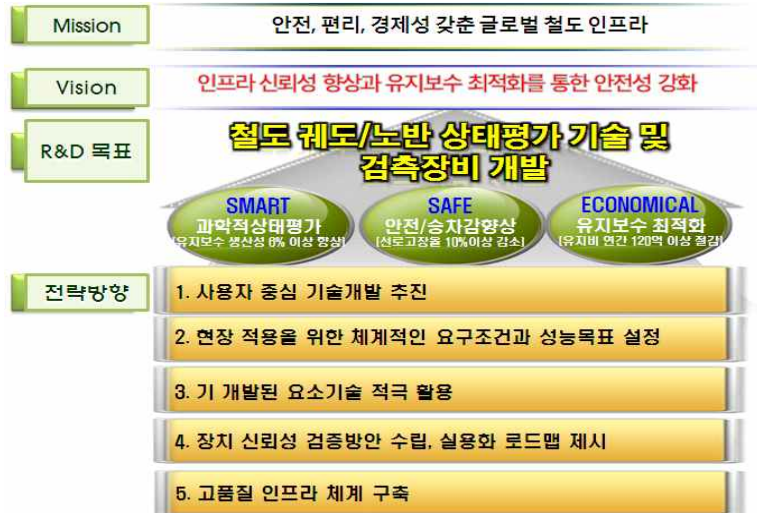 Mission
안전, 편리, 경제성 갖춘 글로벌 철도 인프라
Vision
인프라 신뢰성 향상과 유지보수 최적화를 통한 안전성 강화
R&D 목표
철도 궤도/노반 상태평가 기술 및
검측장비 개발
SMART
과학적상태평가
[유지보수 생산성 6% 이상 향상]
SAFE
안전/승차감향상
[선로고장율 10%이상 감소]
ECONOMICAL
유지보수 최적화
[유지비 연간 120억 이상 절감]
전략방향
1. 사용자 중심 기술개발 추진
2. 현장 적용을 위한 체계적인 요구조건과 성능목표 설정
3. 기 개발된 요소기술 적극 활용
4. 장치 신뢰성 검증방안 수립, 실용화 로드맵 제시
5. 고품질 인프라 체계 구축